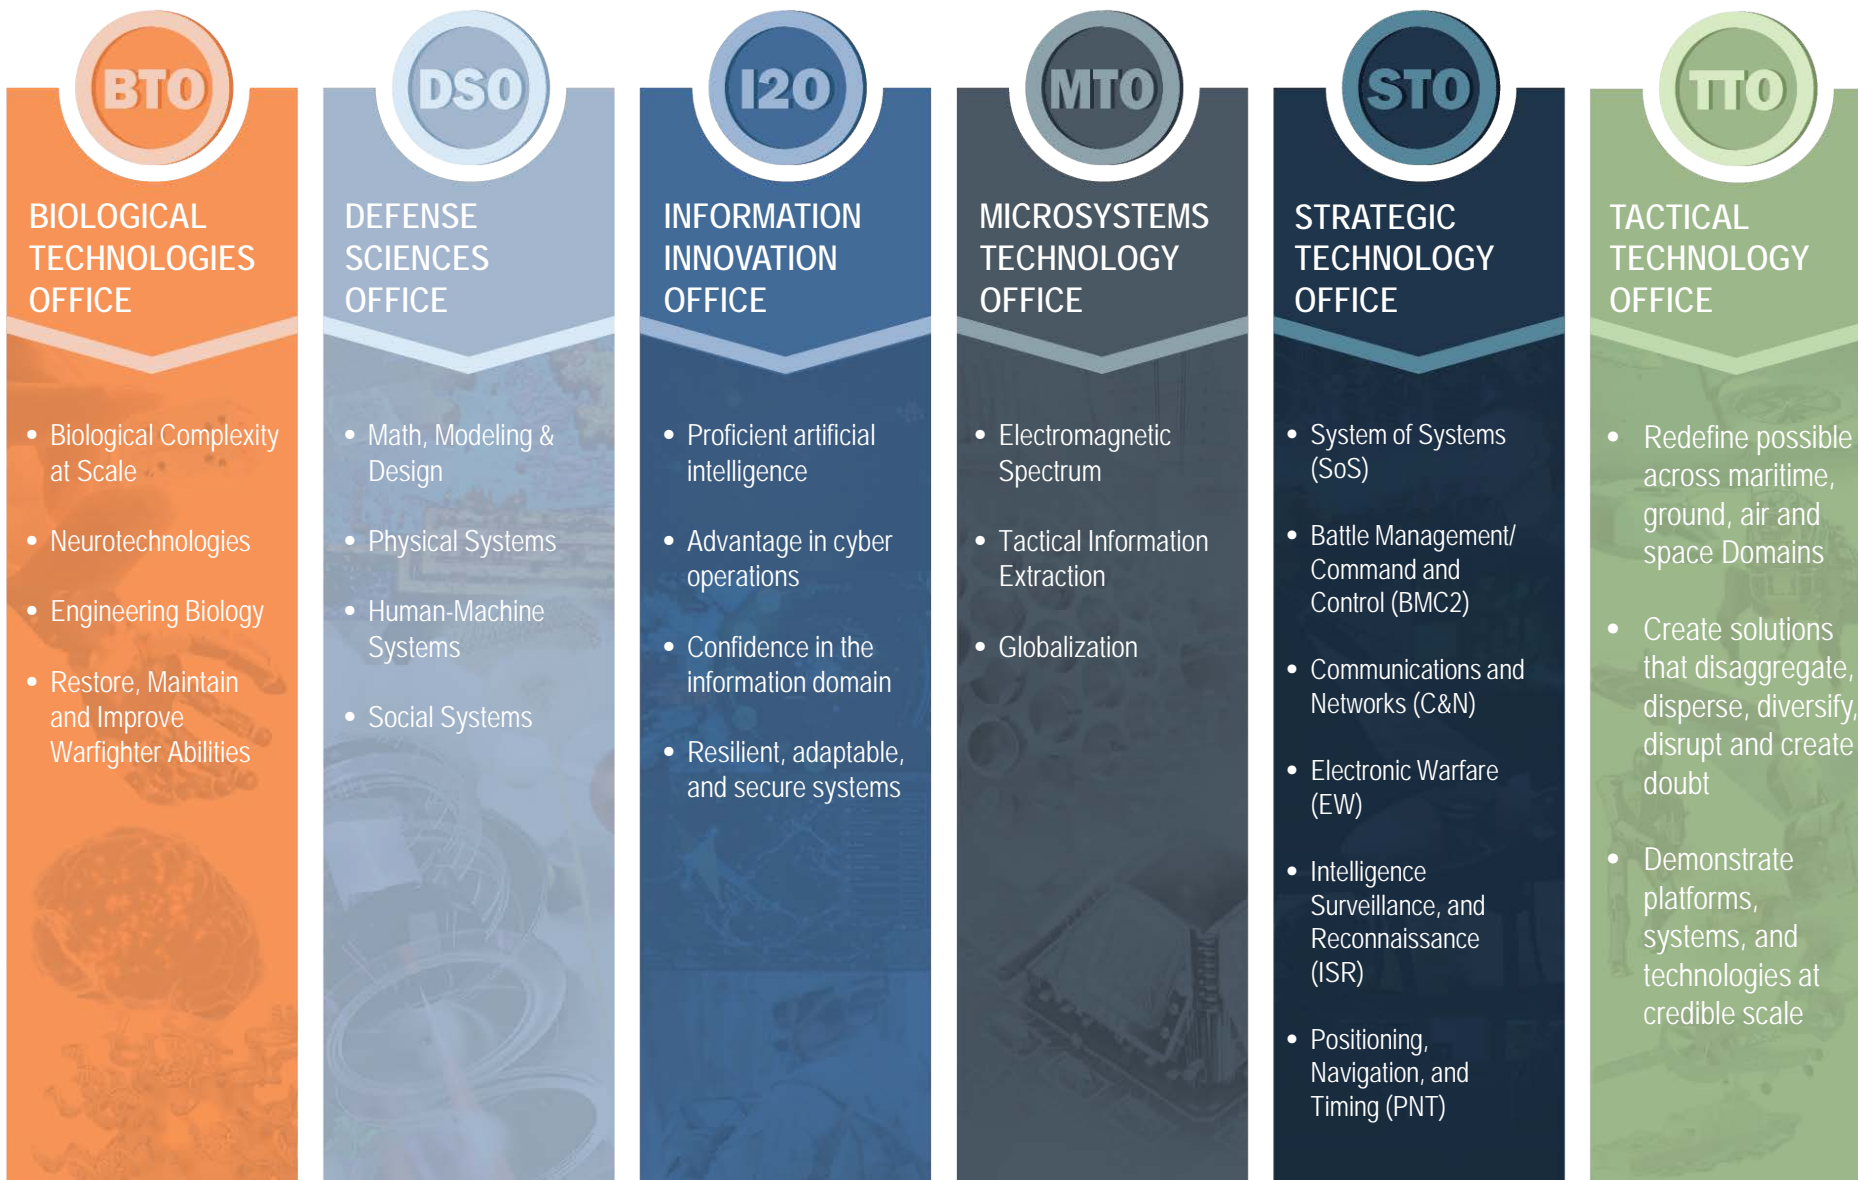 BTO
BIOLOGICAL
TECHNOLOGIES
OFFICE
• Biological Complexity
at Scale
• Neurotechnologies
• Engineering Biology
• Restore, Maintain
and Improve
Warfighter Abilities
DSO
DEFENSE
SCIENCES
OFFICE
• Math, Modeling &
Design
• Physical Systems
• Human-Machine
Systems
• Social Systems
I2O
INFORMATION
INNOVATION
OFFICE
• Proficient artificial
intelligence
• Advantage in cyber
operations
• Confidence in the
information domain
• Resilient, adaptable,
and secure systems
MTO
MICROSYSTEMS
TECHNOLOGY
OFFICE
• Electromagnetic
Spectrum
• Tactical Information
Extraction
• Globalization
STO
STRATEGIC
TECHNOLOGY
OFFICE
• System of Systems
(SoS)
• Battle Management/
Command and
Control (BMC2)
• Communications and
Networks (C&N)
• Electronic Warfare
(EW)
• Intelligence
Surveillance, and
Reconnaissance
(ISR)
• Positioning,
Navigation, and
Timing (PNT)
TTO
TACTICAL
TECHNOLOGY
OFFICE
• Redefine possible
across maritime,
ground, air and
space Domains
• Create solutions
that disaggregate,
disperse, diversify,
disrupt and create
doubt
• Demonstrate
platforms,
systems, and
technologies at
credible scale